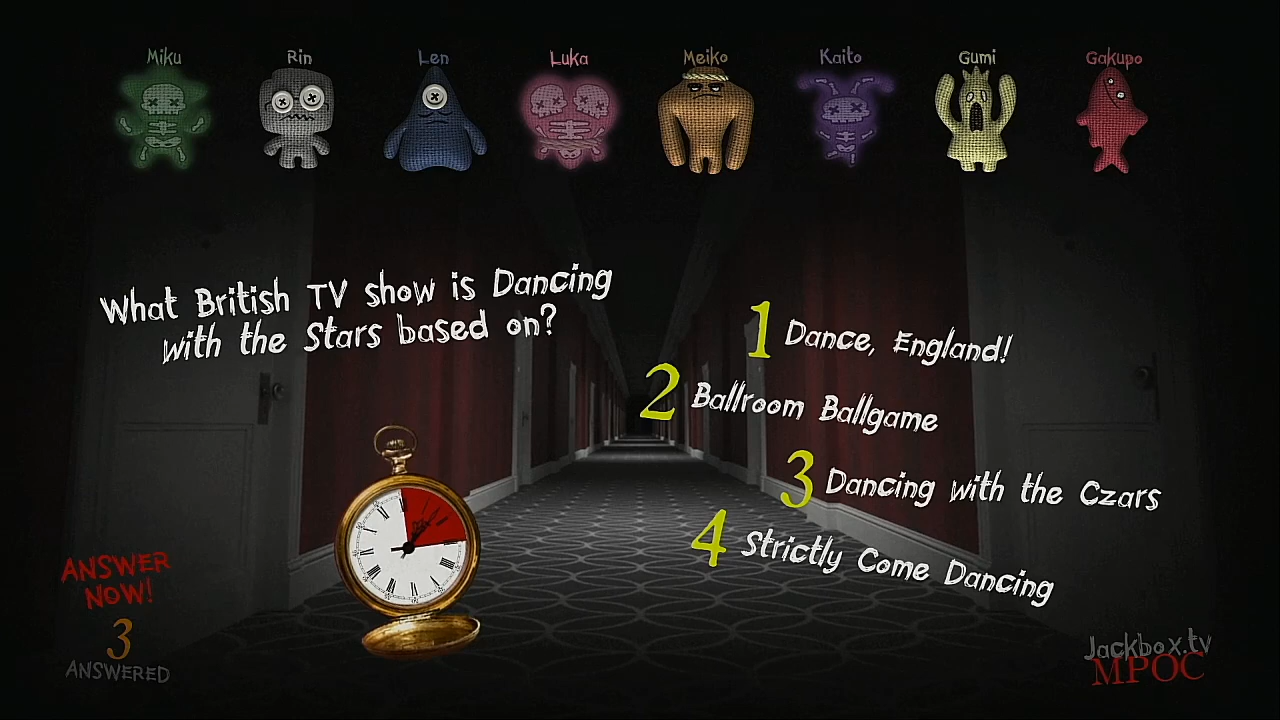 Miku
Rin
Len
Luka
Meiko
Kaito
Gumi
Gakupo
What British TV show is Dancing
with the Stars based on?
1 Dance, England!
2 Ballroom Ballgame
3 Dancing with the Czars
4 Strictly Come Dancing
ANSWER
NOW!
3
ANSWERED
Jackbox.tv
MPOC